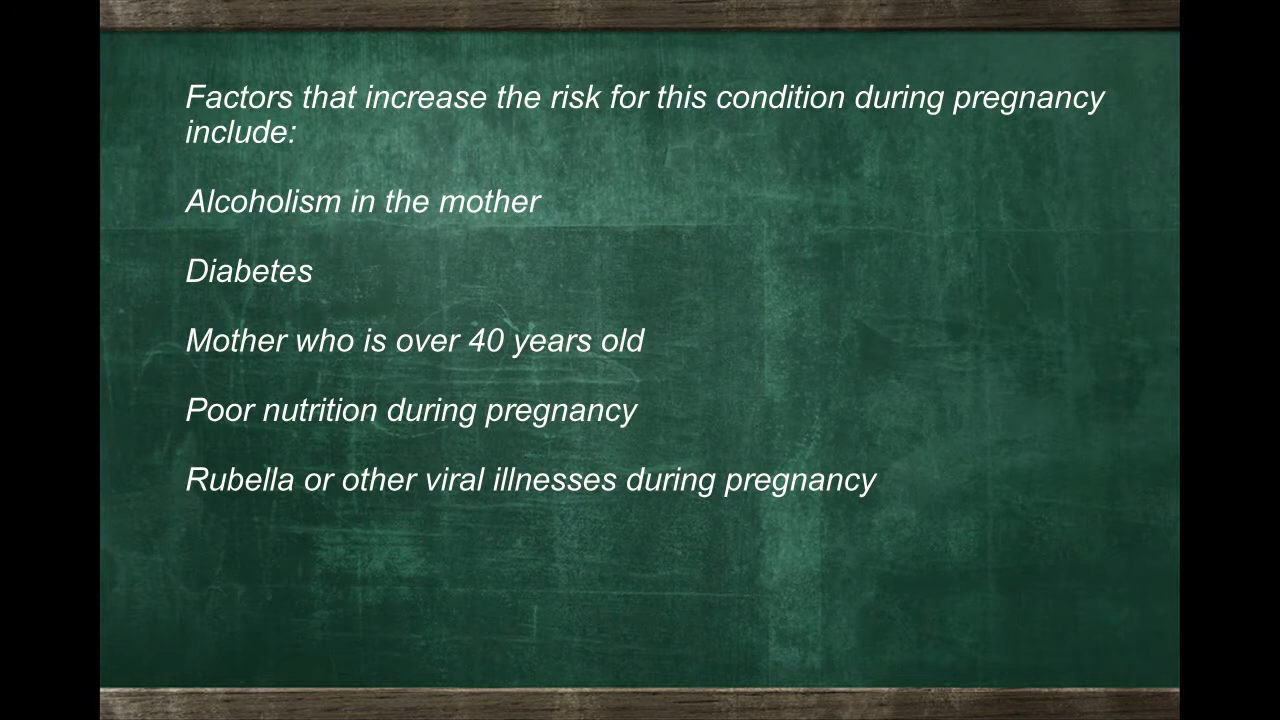 Factors that increase the risk for this condition during pregnancy
include:
Alcoholism in the mother
Diabetes
Mother who is over 40 years old
Poor nutrition during pregnancy
Rubella or other viral illnesses during pregnancy